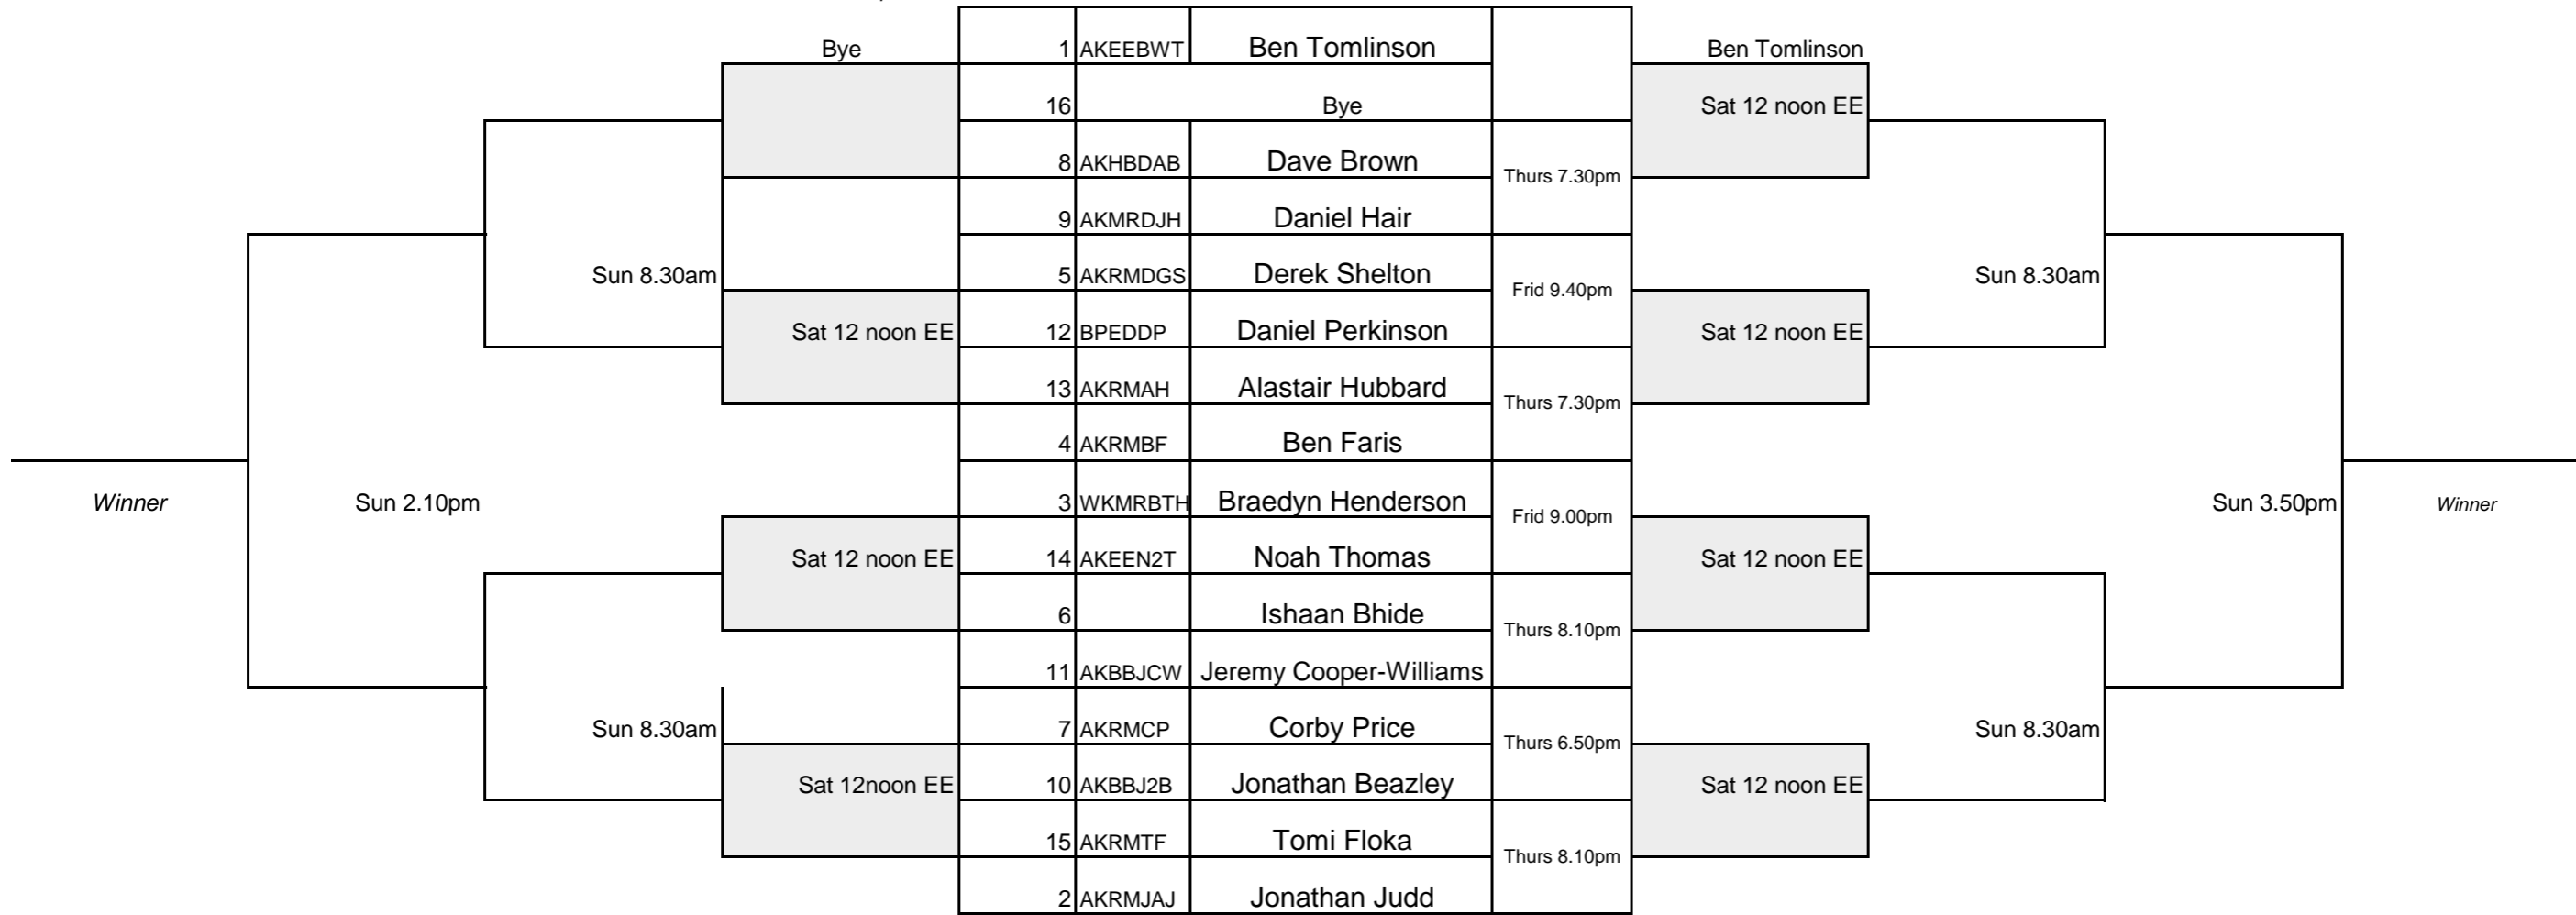 Bye 1 AKEEBWT Ben Tomlinson Ben Tomlinson
16 Bye Sat 12 noon EE
8 AKHBDAB Dave Brown
Thurs 7.30pm
9 AKMRDJH Daniel Hair
Sun 8.30am 5 AKRMDGS Derek Shelton Sun 8.30am
Frid 9.40pm
Sat 12 noon EE 12 BPEDDP Daniel Perkinson Sat 12 noon EE
13 AKRMAH Alastair Hubbard
Thurs 7.30pm
4 AKRMBF Ben Faris
Winner Sun 2.10pm 3 WKMRBTH Braedyn Henderson Sun 3.50pm Winner
Frid 9.00pm
Sat 12 noon EE 14 AKEEN2T Noah Thomas Sat 12 noon EE
6 Ishaan Bhide
Thurs 8.10pm
11 AKBBJCW Jeremy Cooper-Williams
Sun 8.30am 7 AKRMCP Corby Price Sun 8.30am
Thurs 6.50pm
Sat 12noon EE 10 AKBBJ2B Jonathan Beazley Sat 12 noon EE
15 AKRMTF Tomi Floka
Thurs 8.10pm
2 AKRMJAJ Jonathan Judd